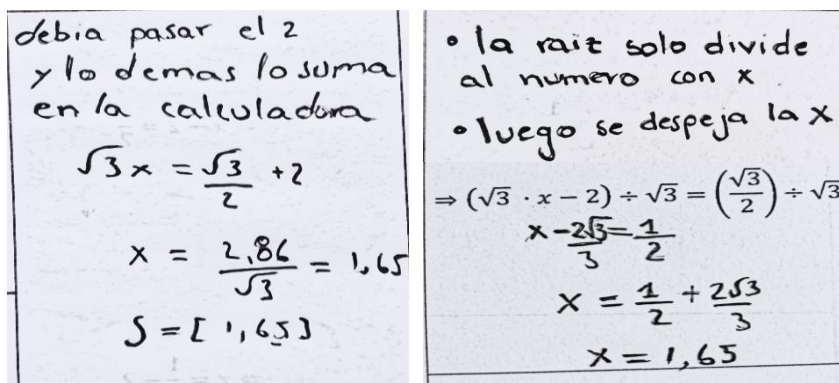 debia pasar el 2
y lo demas lo suma
en la calculadora
√3x = √3/2 + 2
x = 2,86/√3 = 1,65
S = [1,65]
• la raiz solo divide
al numero con x
• luego se despeja la x
⇒ (√3 · x − 2) ÷ √3 = (√3/2) ÷ √3
x − 2√3/3 = 1/2
x = 1/2 + 2√3/3
x = 1,65